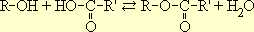 R-OH + HO-C-R' ⇄ R-O-C-R' + H₂O
‖ ‖
O O